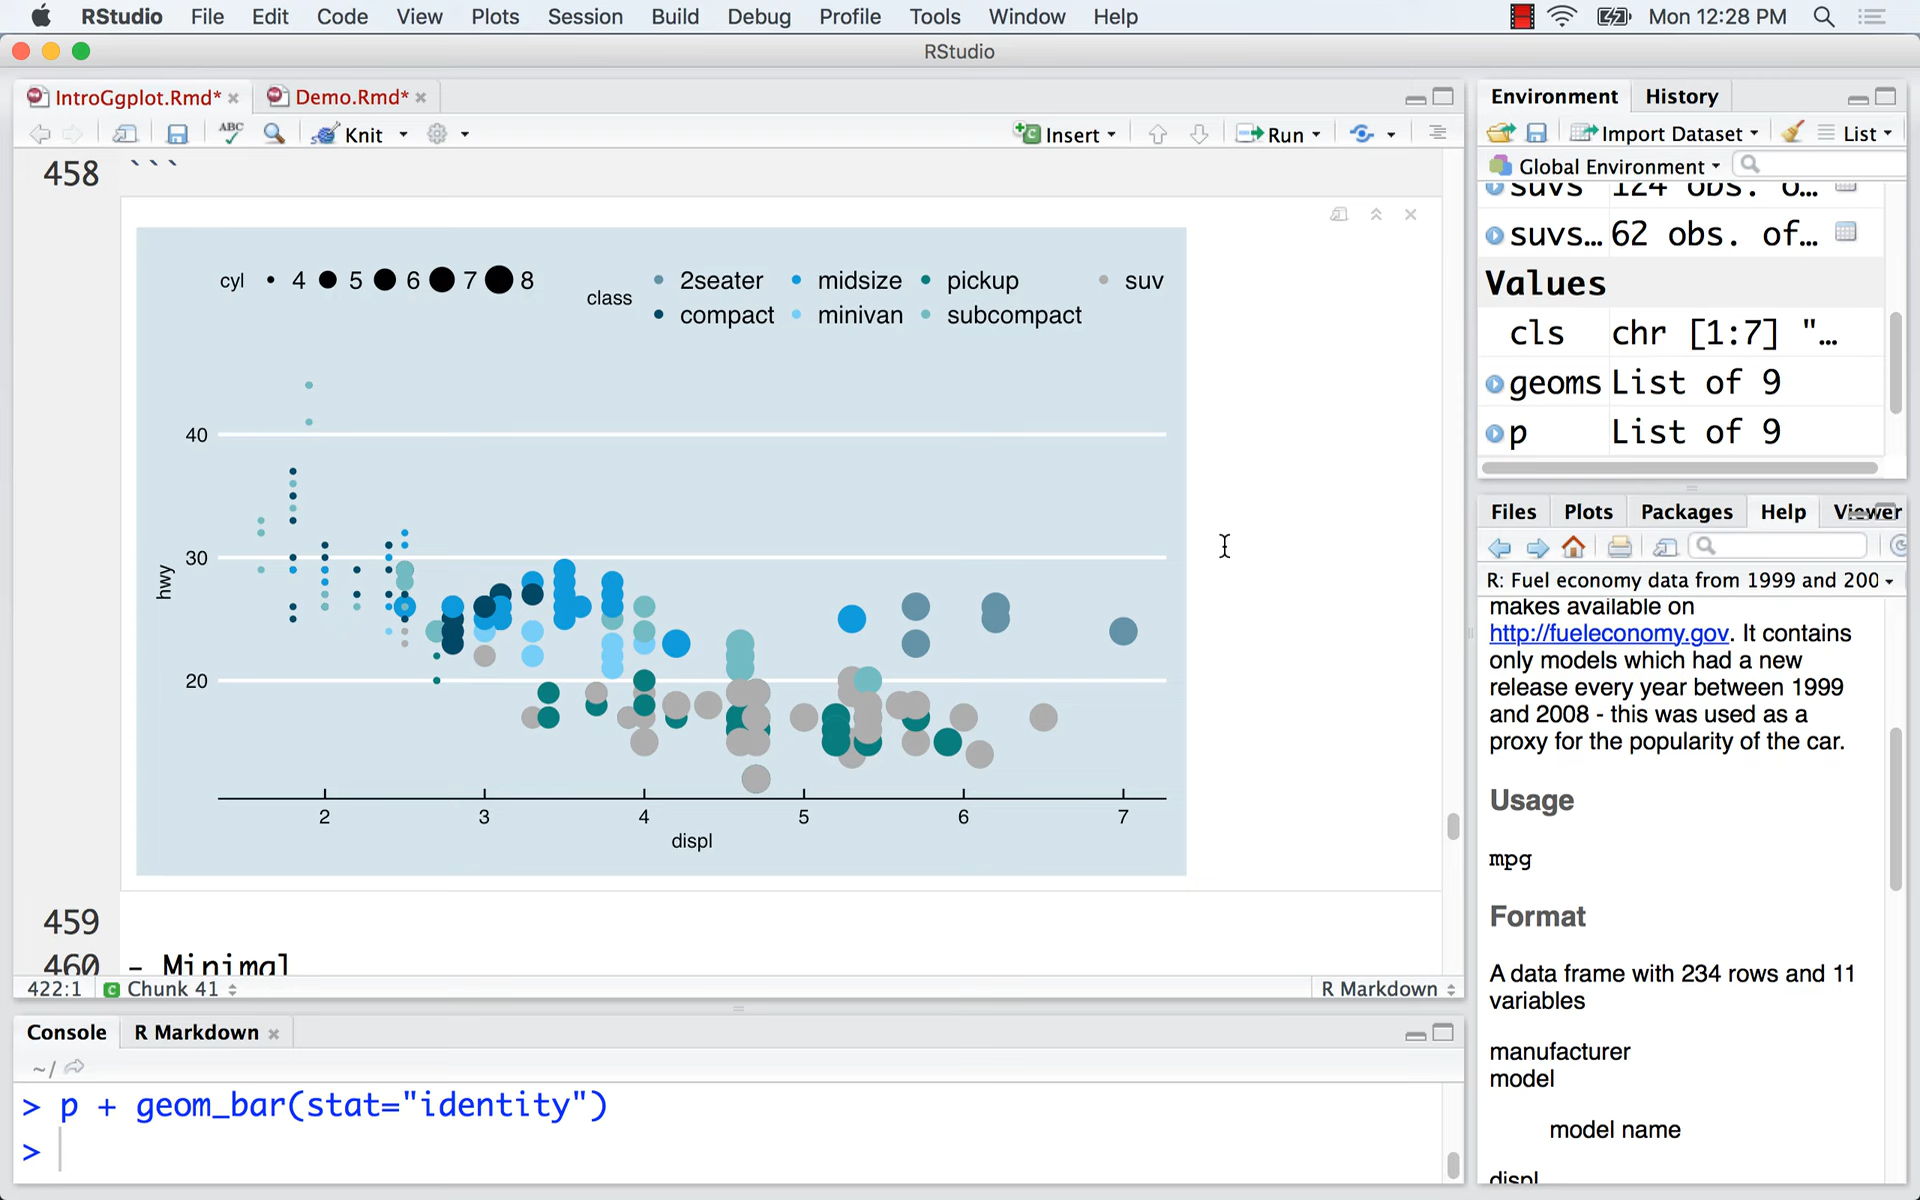 RStudio File Edit Code View Plots Session Build Debug Profile Tools Window Help Mon 12:28 PM
RStudio
IntroGgplot.Rmd* Demo.Rmd*
ABC Knit Insert Run
458 ```
cyl 4 5 6 7 8
class 2seater midsize pickup suv
compact minivan subcompact
40
30
20
hwy
2 3 4 5 6 7
displ
459
460 - Minimal
422:1 C Chunk 41 R Markdown
Console R Markdown
~/
> p + geom_bar(stat="identity")
>
Environment History
Import Dataset List
Global Environment
suvs 124 obs. o…
suvs… 62 obs. of…
Values
cls chr [1:7] "…
geoms List of 9
p List of 9
Files Plots Packages Help Viewer
R: Fuel economy data from 1999 and 200
makes available on
http://fueleconomy.gov. It contains
only models which had a new
release every year between 1999
and 2008 - this was used as a
proxy for the popularity of the car.
Usage
mpg
Format
A data frame with 234 rows and 11
variables
manufacturer
model
model name
displ